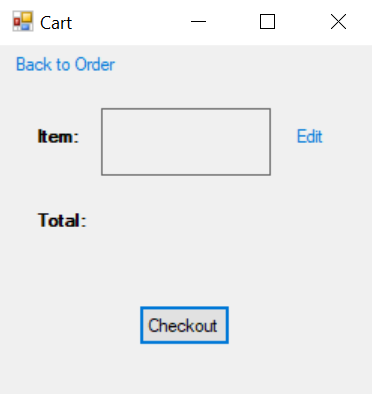 Cart
Back to Order
Item:
Edit
Total:
Checkout